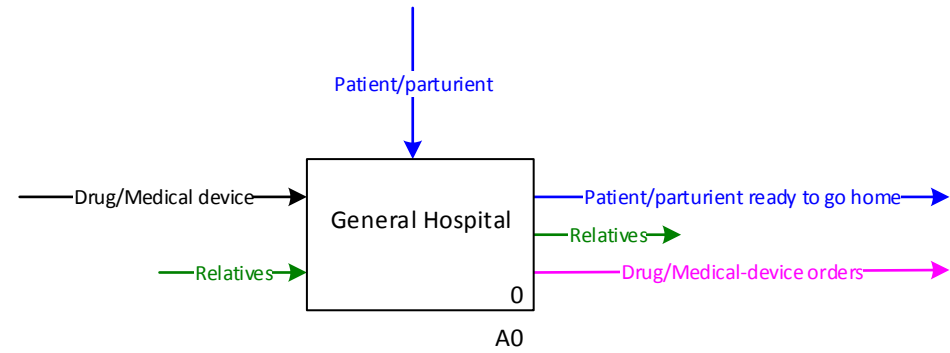 Patient/parturient
Drug/Medical device
General Hospital
Patient/parturient ready to go home
Relatives
Relatives
Drug/Medical-device orders
0
A0